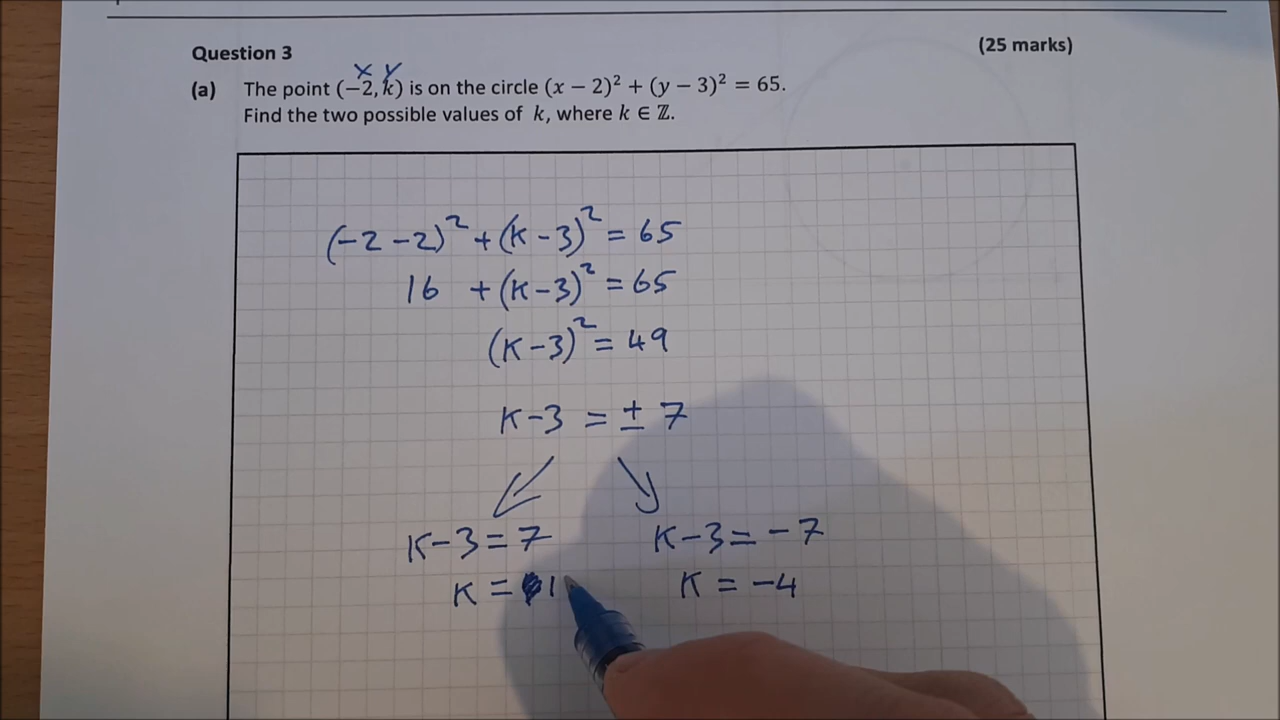 Question 3
(25 marks)
x y
(a) The point (−2, k) is on the circle (x − 2)² + (y − 3)² = 65.
Find the two possible values of k, where k ∈ ℤ.
(-2 -2)² + (k - 3)² = 65
16 + (k - 3)² = 65
(k - 3)² = 49
k - 3 = ± 7
k - 3 = 7 k - 3 = - 7
k = 1 k = -4